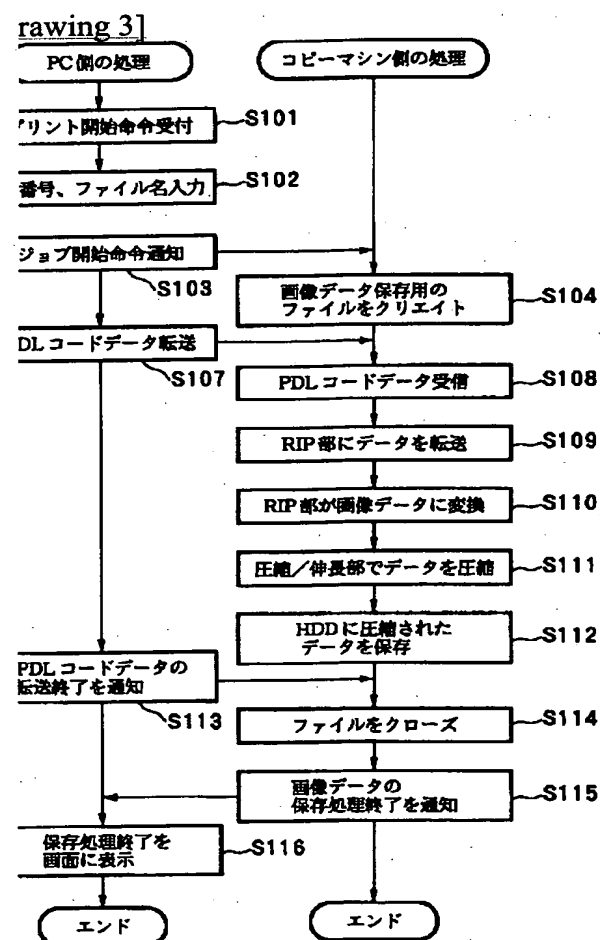 rawing 3]
PC側の処理
コピーマシン側の処理
リント開始命令受付
S101
番号、ファイル名入力
S102
ジョブ開始命令通知
S103
画像データ保存用の
ファイルをクリエイト
S104
DLコードデータ転送
S107
PDLコードデータ受信
S108
RIP部にデータを転送
S109
RIP部が画像データに変換
S110
圧縮/伸長部でデータを圧縮
S111
HDDに圧縮された
データを保存
S112
PDLコードデータの
転送終了を通知
S113
ファイルをクローズ
S114
画像データの
保存処理終了を通知
S115
保存処理終了を
画面に表示
S116
エンド
エンド